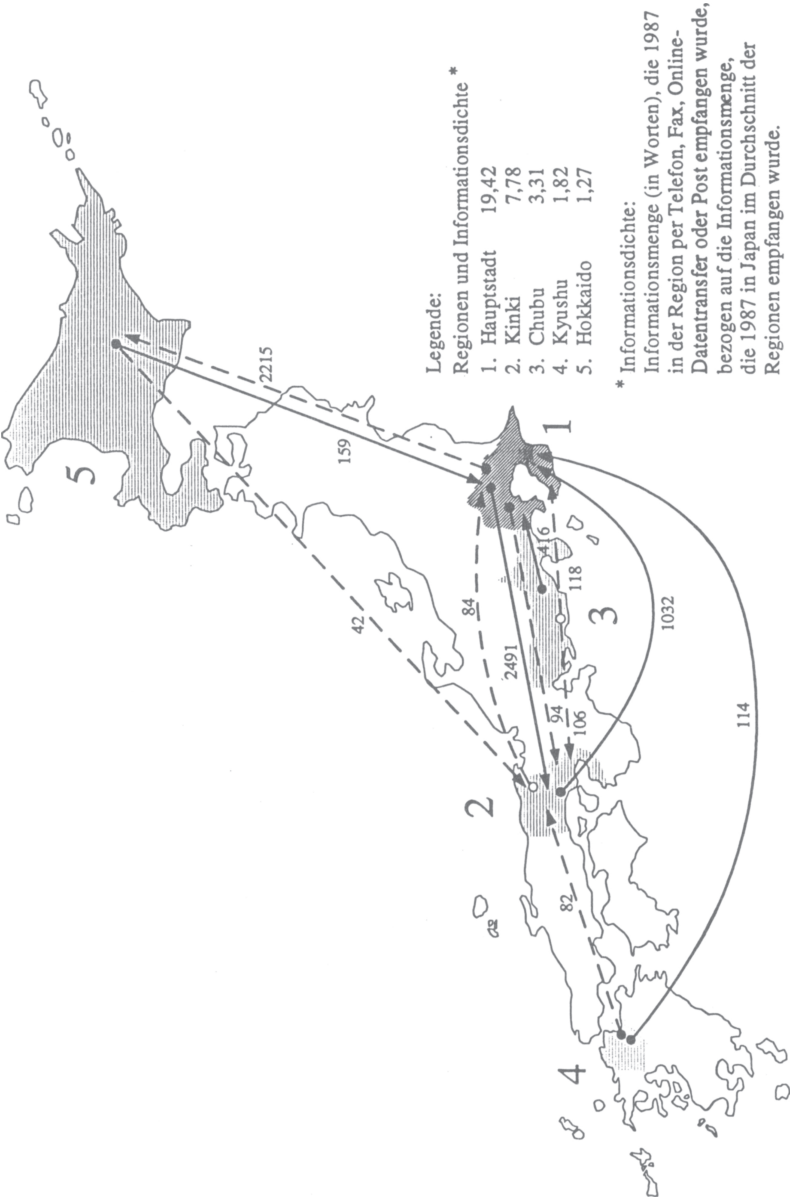 5
2215
159
42
1
84
416
118
3
2491
1032
94
106
114
2
82
4
Legende:
Regionen und Informationsdichte *
1. Hauptstadt 19,42
2. Kinki 7,78
3. Chubu 3,31
4. Kyushu 1,82
5. Hokkaido 1,27
* Informationsdichte:
Informationsmenge (in Worten), die 1987
in der Region per Telefon, Fax, Online-
Datentransfer oder Post empfangen wurde,
bezogen auf die Informationsmenge,
die 1987 in Japan im Durchschnitt der
Regionen empfangen wurde.